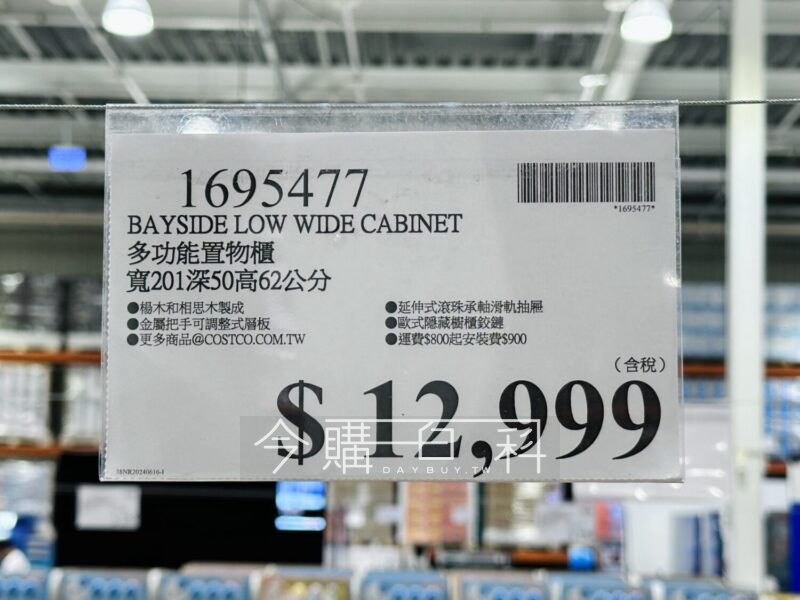 1695477
*1695477*
BAYSIDE LOW WIDE CABINET
多功能置物櫃
寬201深50高62公分
●楊木和相思木製成
●金屬把手可調整式層板
●更多商品@COSTCO.COM.TW
●延伸式滾珠承軸滑軌抽屜
●歐式隱藏櫥櫃鉸鏈
●運費$800起安裝費$900
(含稅)
$ 12,999
今購百科
DAYBUY.TW
38NR20240616-I